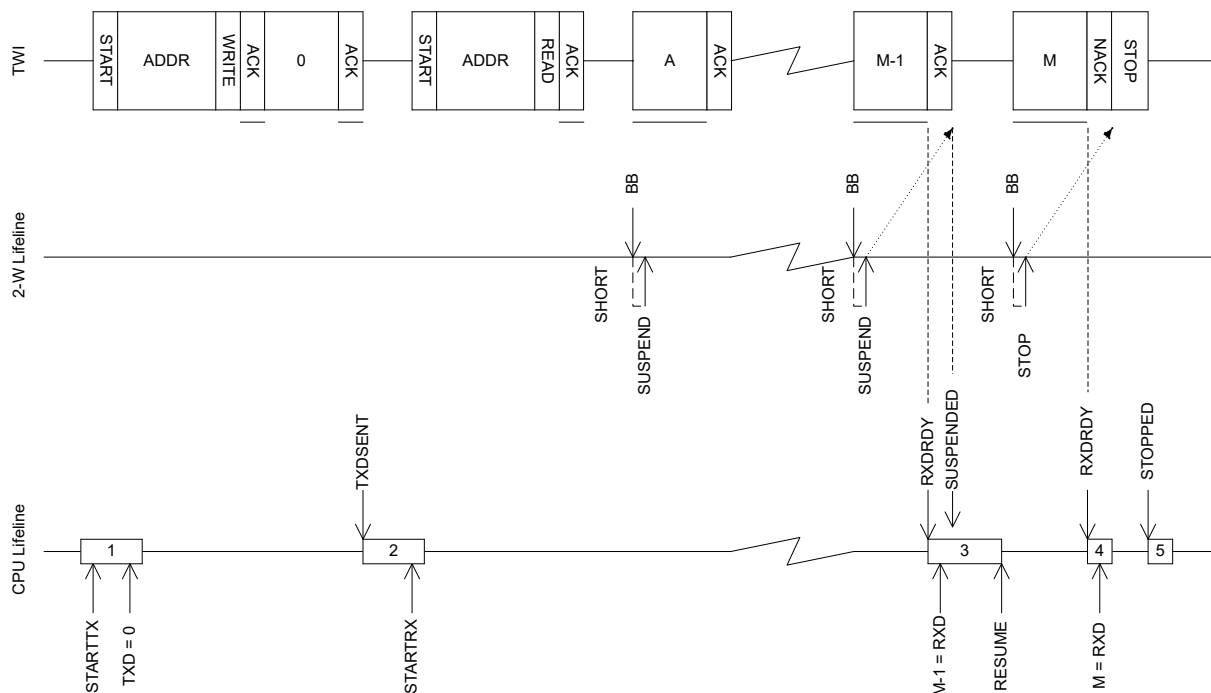 TWI
START
ADDR
WRITE
ACK
0
ACK
START
ADDR
READ
ACK
A
ACK
M-1
ACK
M
NACK
STOP
2-W Lifeline
BB
SHORT
SUSPEND
BB
SHORT
SUSPEND
BB
SHORT
STOP
CPU Lifeline
TXDSENT
RXDRDY
SUSPENDED
RXDRDY
STOPPED
1
2
3
4
5
STARTTX
TXD = 0
STARTRX
M-1 = RXD
RESUME
M = RXD